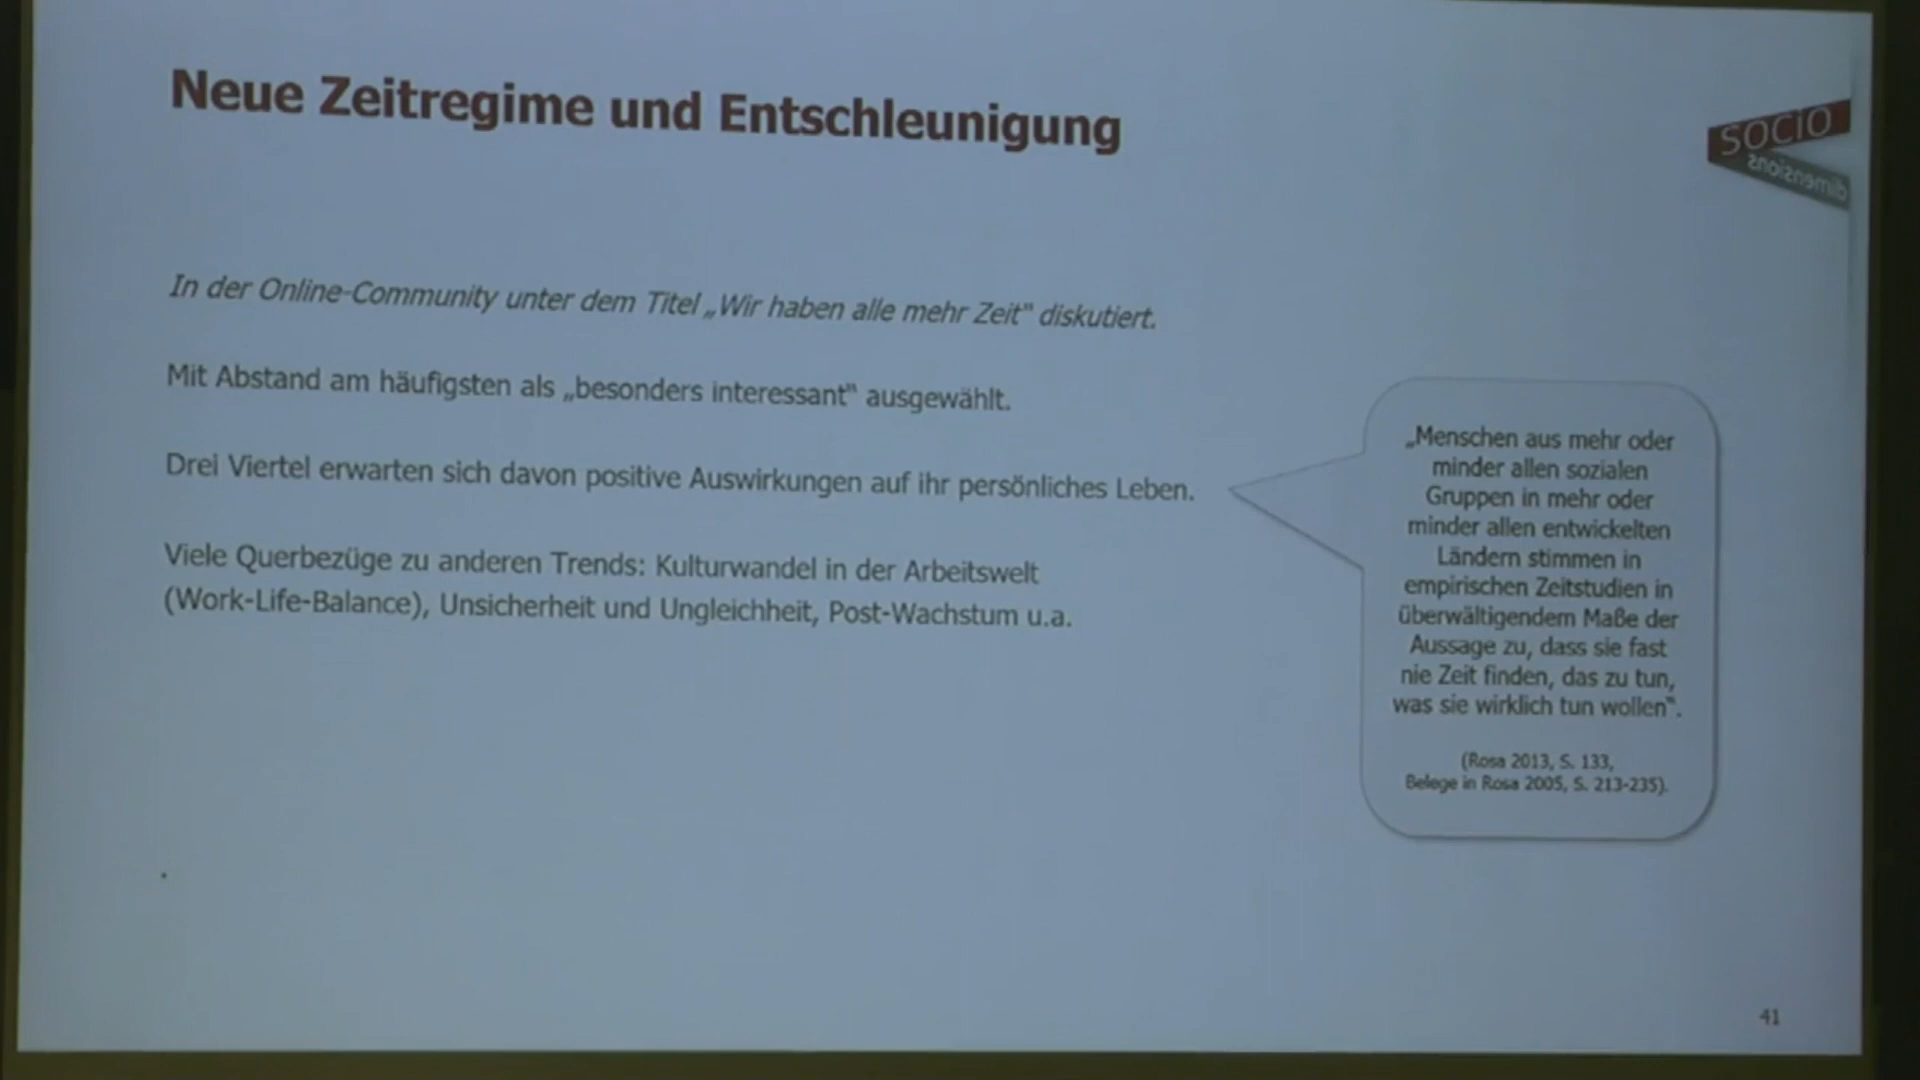 Neue Zeitregime und Entschleunigung
SOCIO
dimensions
In der Online-Community unter dem Titel „Wir haben alle mehr Zeit" diskutiert.
Mit Abstand am häufigsten als „besonders interessant" ausgewählt.
Drei Viertel erwarten sich davon positive Auswirkungen auf ihr persönliches Leben.
Viele Querbezüge zu anderen Trends: Kulturwandel in der Arbeitswelt
(Work-Life-Balance), Unsicherheit und Ungleichheit, Post-Wachstum u.a.
„Menschen aus mehr oder
minder allen sozialen
Gruppen in mehr oder
minder allen entwickelten
Ländern stimmen in
empirischen Zeitstudien in
überwältigendem Maße der
Aussage zu, dass sie fast
nie Zeit finden, das zu tun,
was sie wirklich tun wollen".
(Rosa 2013, S. 133,
Belege in Rosa 2005, S. 213-235).
41